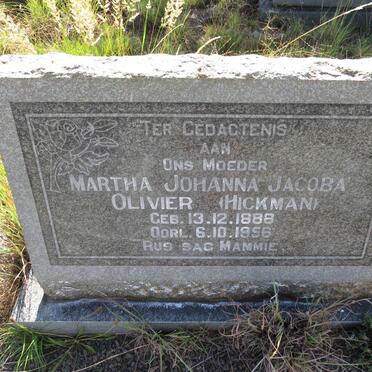 TER GEDAGTENIS
AAN
ONS MOEDER
MARTHA JOHANNA JACOBA
OLIVIER (HICKMAN)
GEB. 13.12.1888
OORL. 6.10.1956
RUS SAG MAMMIE.